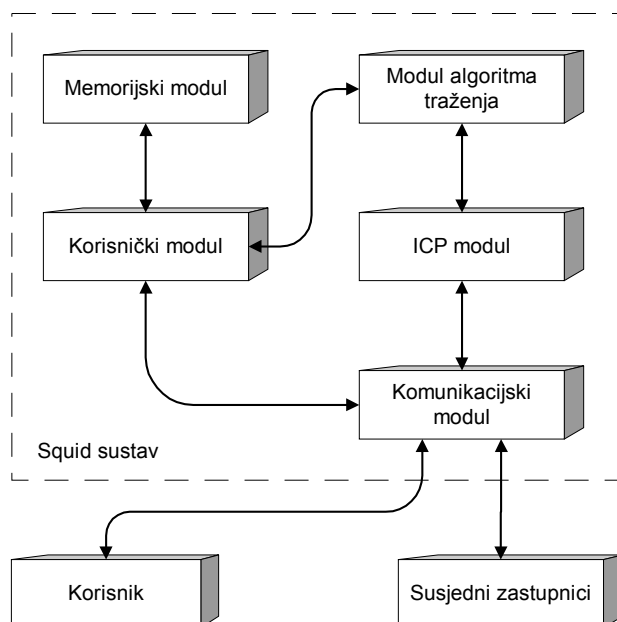 Memorijski modul
Modul algoritma
traženja
Korisnički modul
ICP modul
Komunikacijski
modul
Squid sustav
Korisnik
Susjedni zastupnici